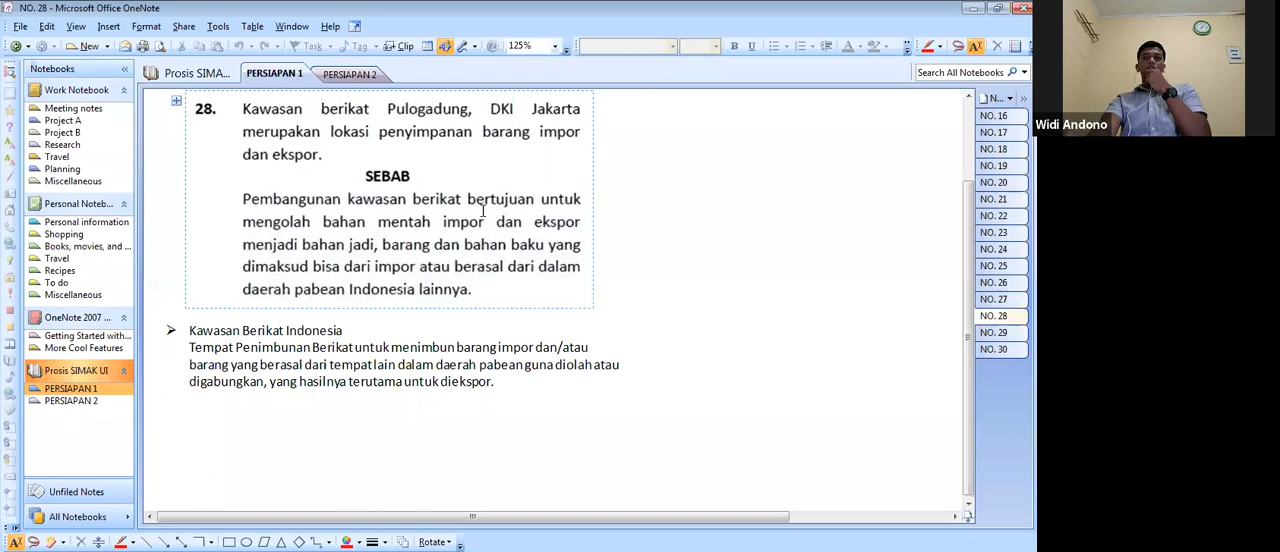 NO. 28 - Microsoft Office OneNote
File Edit View Insert Format Share Tools Table Window Help
New Task Tag Clip 125% B U A
Notebooks
Prosis SIMA... PERSIAPAN 1 PERSIAPAN 2 Search All Notebooks
Work Notebook
Meeting notes
Project A
Project B
Research
Travel
Planning
Miscellaneous
Personal Noteb...
Personal information
Shopping
Books, movies, and ...
Travel
Recipes
To do
Miscellaneous
OneNote 2007 ...
Getting Started with...
More Cool Features
Prosis SIMAK UI
PERSIAPAN 1
PERSIAPAN 2
Unfiled Notes
All Notebooks
28. Kawasan berikat Pulogadung, DKI Jakarta
merupakan lokasi penyimpanan barang impor
dan ekspor.
SEBAB
Pembangunan kawasan berikat bertujuan untuk
mengolah bahan mentah impor dan ekspor
menjadi bahan jadi, barang dan bahan baku yang
dimaksud bisa dari impor atau berasal dari dalam
daerah pabean Indonesia lainnya.
➢ Kawasan Berikat Indonesia
Tempat Penimbunan Berikat untuk menimbun barang impor dan/atau
barang yang berasal dari tempat lain dalam daerah pabean guna diolah atau
digabungkan, yang hasilnya terutama untuk diekspor.
N...
NO. 16
NO. 17
NO. 18
NO. 19
NO. 20
NO. 21
NO. 22
NO. 23
NO. 24
NO. 25
NO. 26
NO. 27
NO. 28
NO. 29
NO. 30
Rotate
Widi Andono